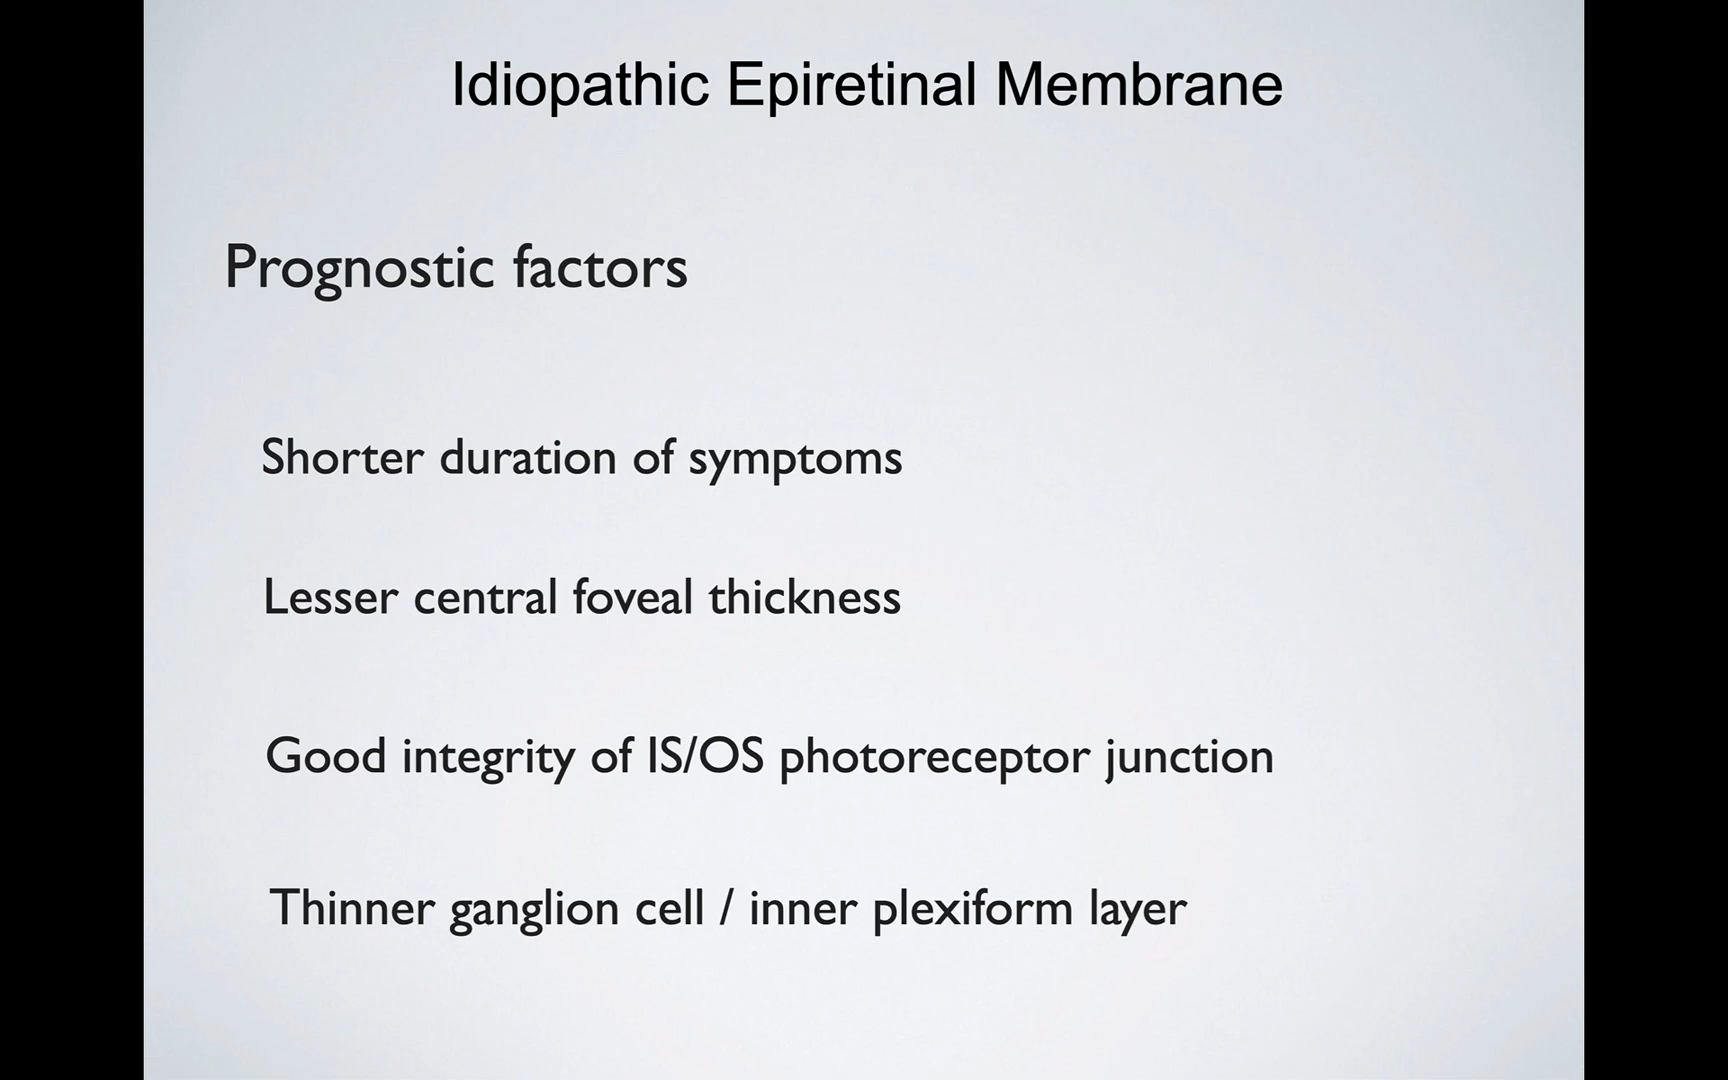 Idiopathic Epiretinal Membrane
Prognostic factors
Shorter duration of symptoms
Lesser central foveal thickness
Good integrity of IS/OS photoreceptor junction
Thinner ganglion cell / inner plexiform layer